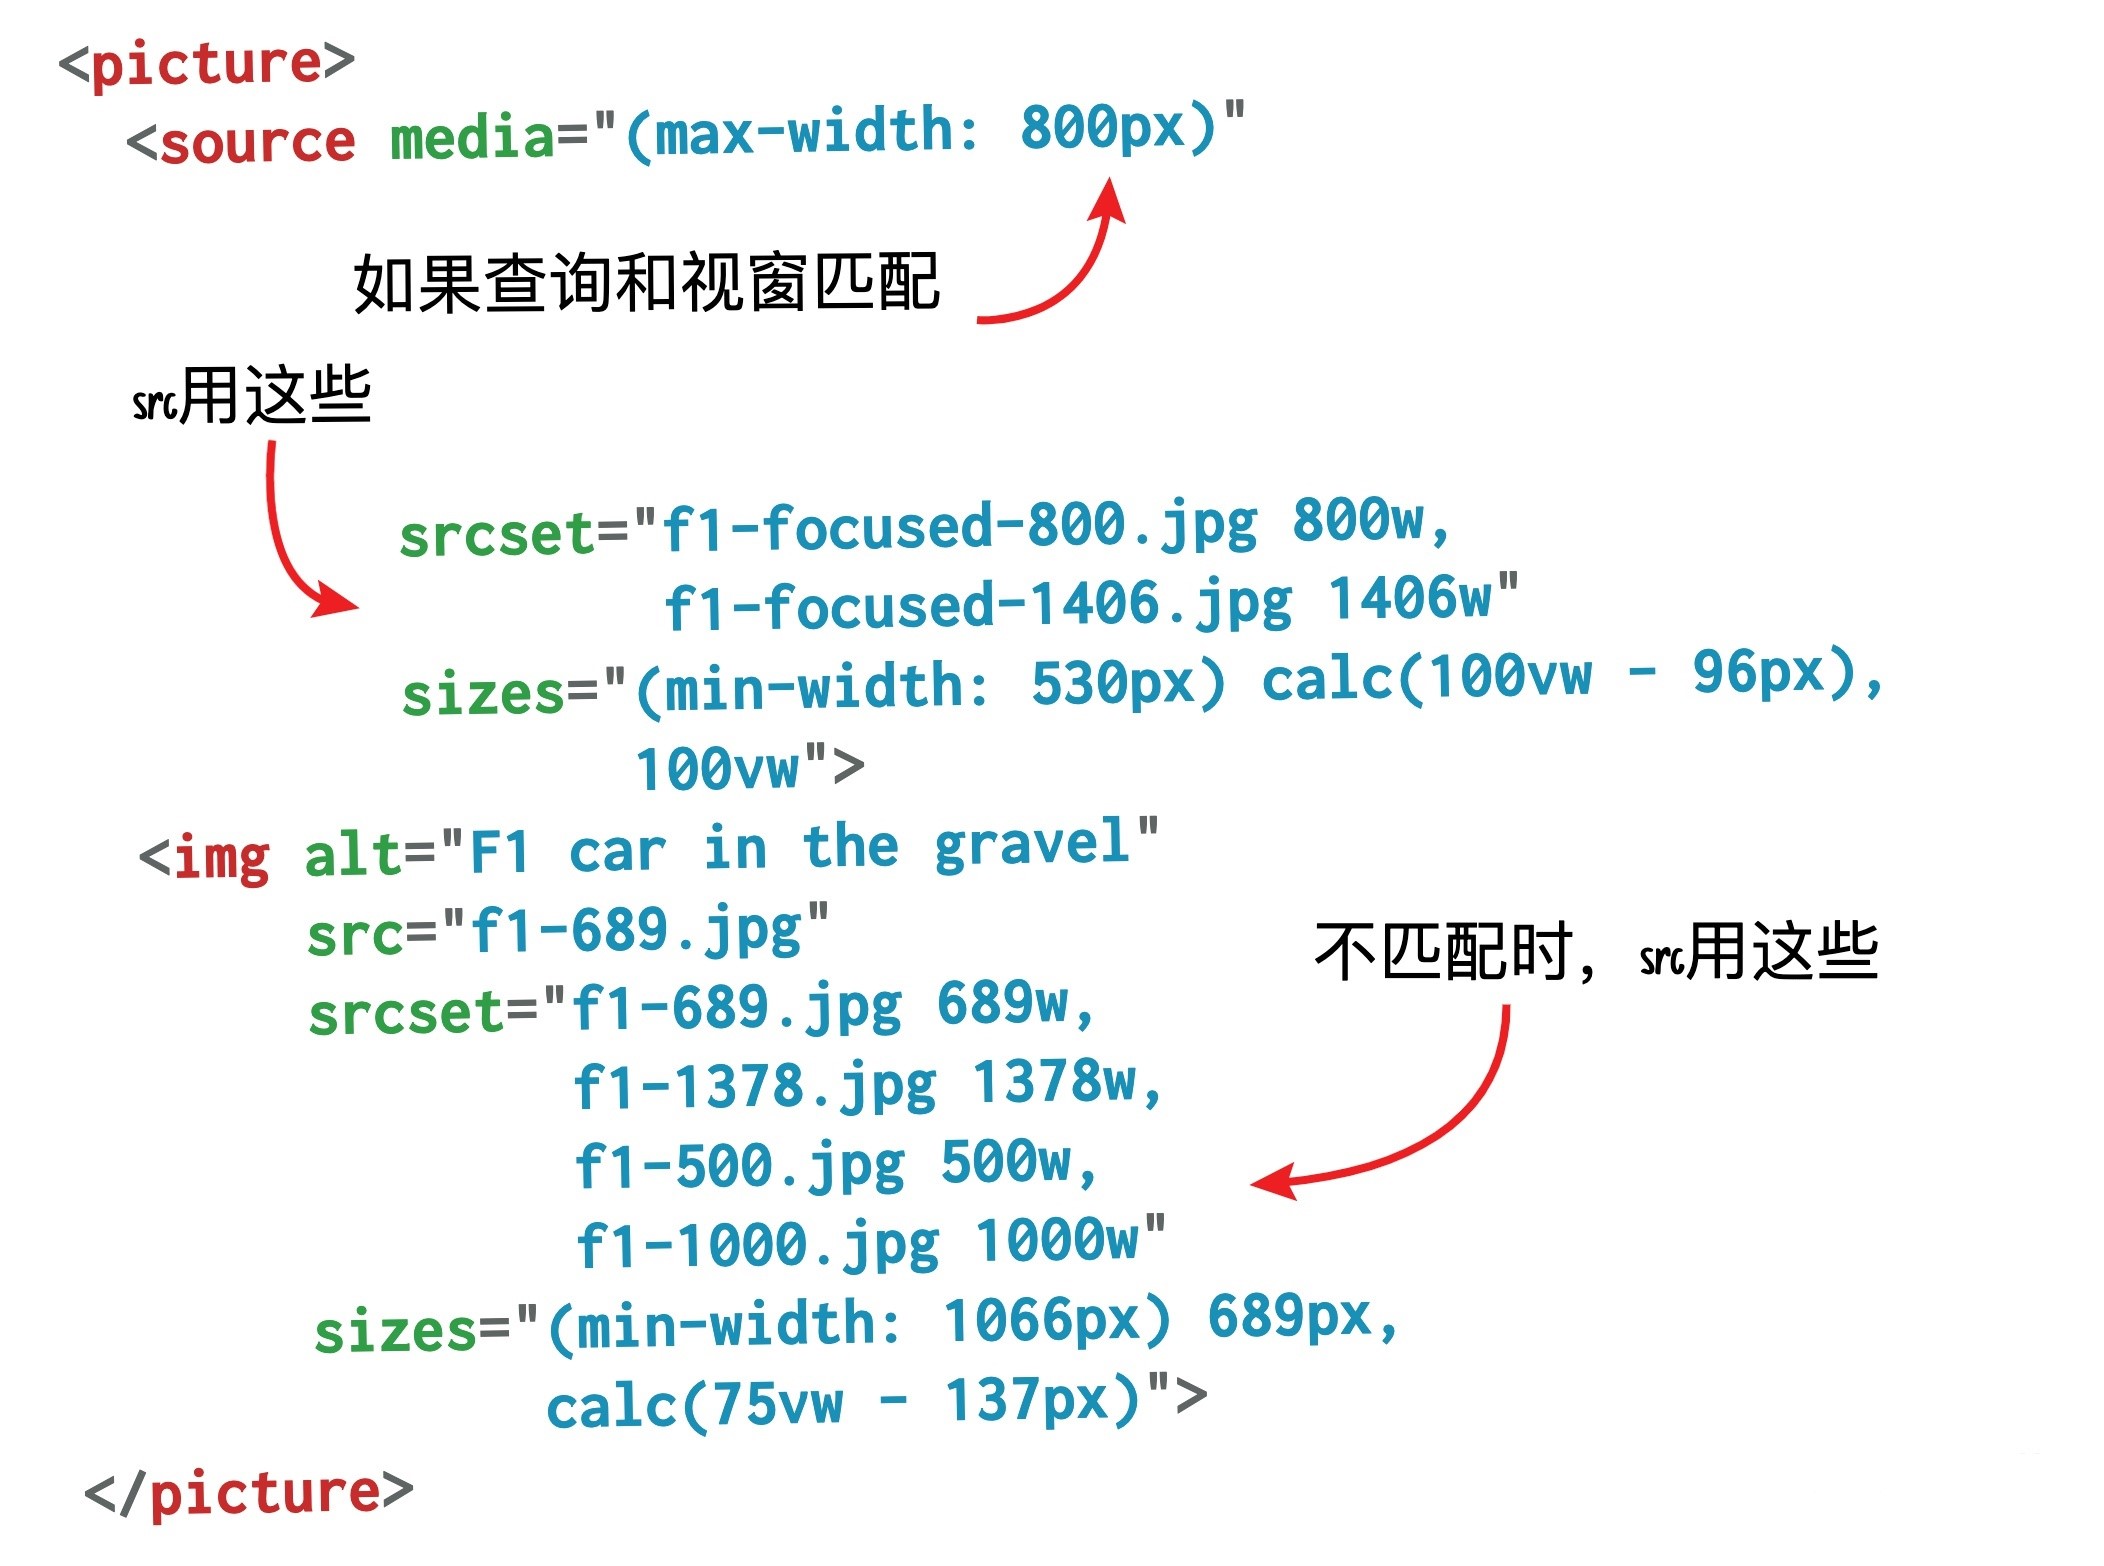 <picture>
<source media="(max-width: 800px)"
如果查询和视窗匹配
src用这些
srcset="f1-focused-800.jpg 800w,
f1-focused-1406.jpg 1406w"
sizes="(min-width: 530px) calc(100vw - 96px),
100vw">
<img alt="F1 car in the gravel"
src="f1-689.jpg"
不匹配时，src用这些
srcset="f1-689.jpg 689w,
f1-1378.jpg 1378w,
f1-500.jpg 500w,
f1-1000.jpg 1000w"
sizes="(min-width: 1066px) 689px,
calc(75vw - 137px)">
</picture>